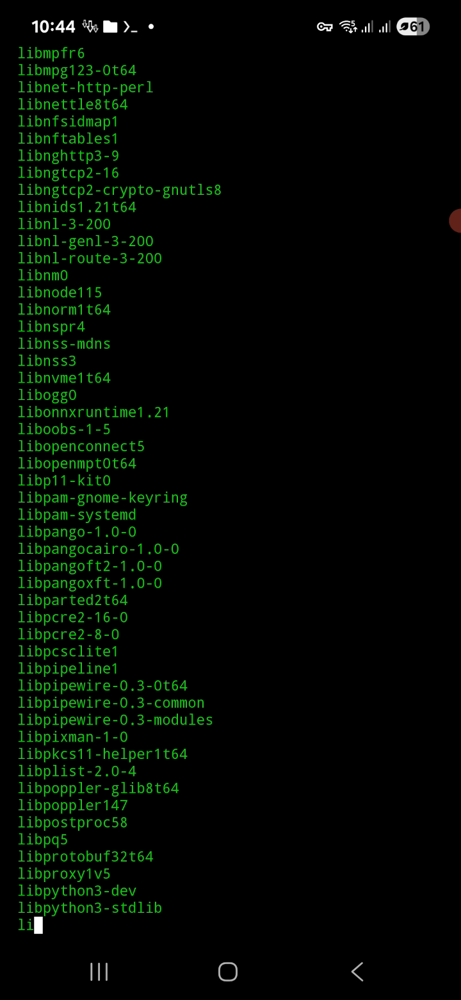 10:44
61
libmpfr6
libmpg123-0t64
libnet-http-perl
libnettle8t64
libnfsidmap1
libnftables1
libnghttp3-9
libngtcp2-16
libngtcp2-crypto-gnutls8
libnids1.21t64
libnl-3-200
libnl-genl-3-200
libnl-route-3-200
libnm0
libnode115
libnorm1t64
libnspr4
libnss-mdns
libnss3
libnvme1t64
libogg0
libonnxruntime1.21
liboobs-1-5
libopenconnect5
libopenmpt0t64
libp11-kit0
libpam-gnome-keyring
libpam-systemd
libpango-1.0-0
libpangocairo-1.0-0
libpangoft2-1.0-0
libpangoxft-1.0-0
libparted2t64
libpcre2-16-0
libpcre2-8-0
libpcsclite1
libpipeline1
libpipewire-0.3-0t64
libpipewire-0.3-common
libpipewire-0.3-modules
libpixman-1-0
libpkcs11-helper1t64
libplist-2.0-4
libpoppler-glib8t64
libpoppler147
libpostproc58
libpq5
libprotobuf32t64
libproxy1v5
libpython3-dev
libpython3-stdlib
li